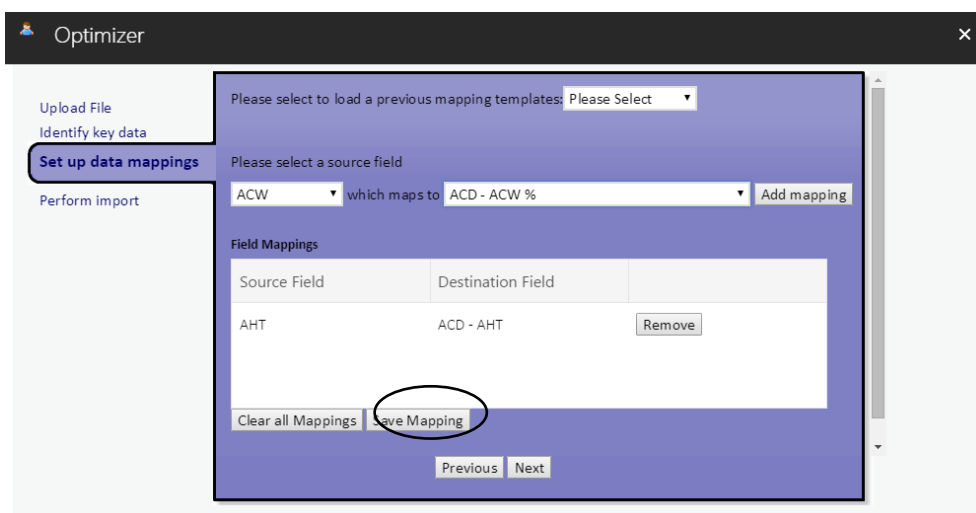 Optimizer
Upload File
Identify key data
Set up data mappings
Perform import
Please select to load a previous mapping templates: Please Select
Please select a source field
ACW which maps to ACD - ACW % Add mapping
Field Mappings
Source Field Destination Field
AHT ACD - AHT Remove
Clear all Mappings Save Mapping
Previous Next